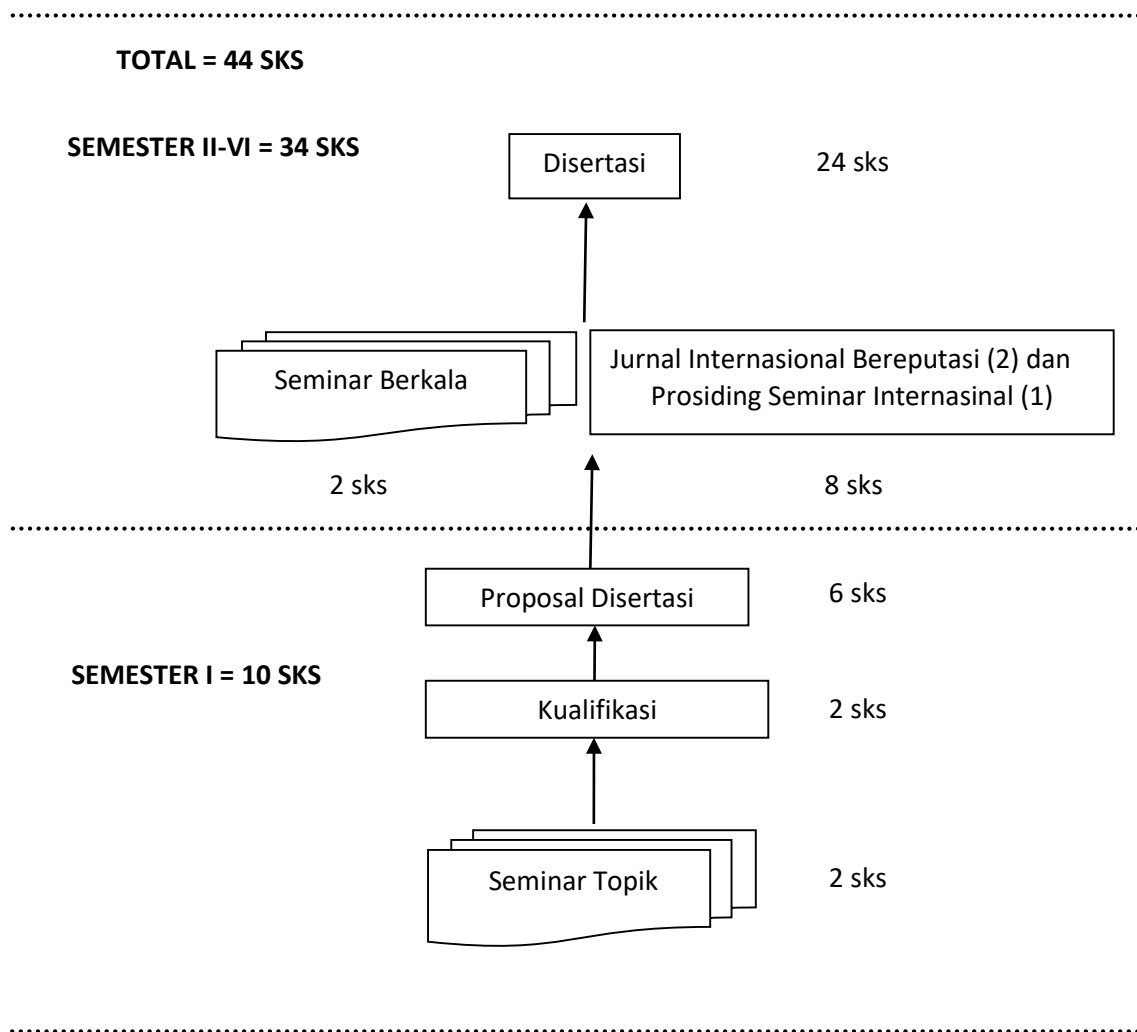 TOTAL = 44 SKS
SEMESTER II-VI = 34 SKS
Disertasi
24 sks
Seminar Berkala
Jurnal Internasional Bereputasi (2) dan
Prosiding Seminar Internasinal (1)
2 sks
8 sks
Proposal Disertasi
6 sks
SEMESTER I = 10 SKS
Kualifikasi
2 sks
Seminar Topik
2 sks